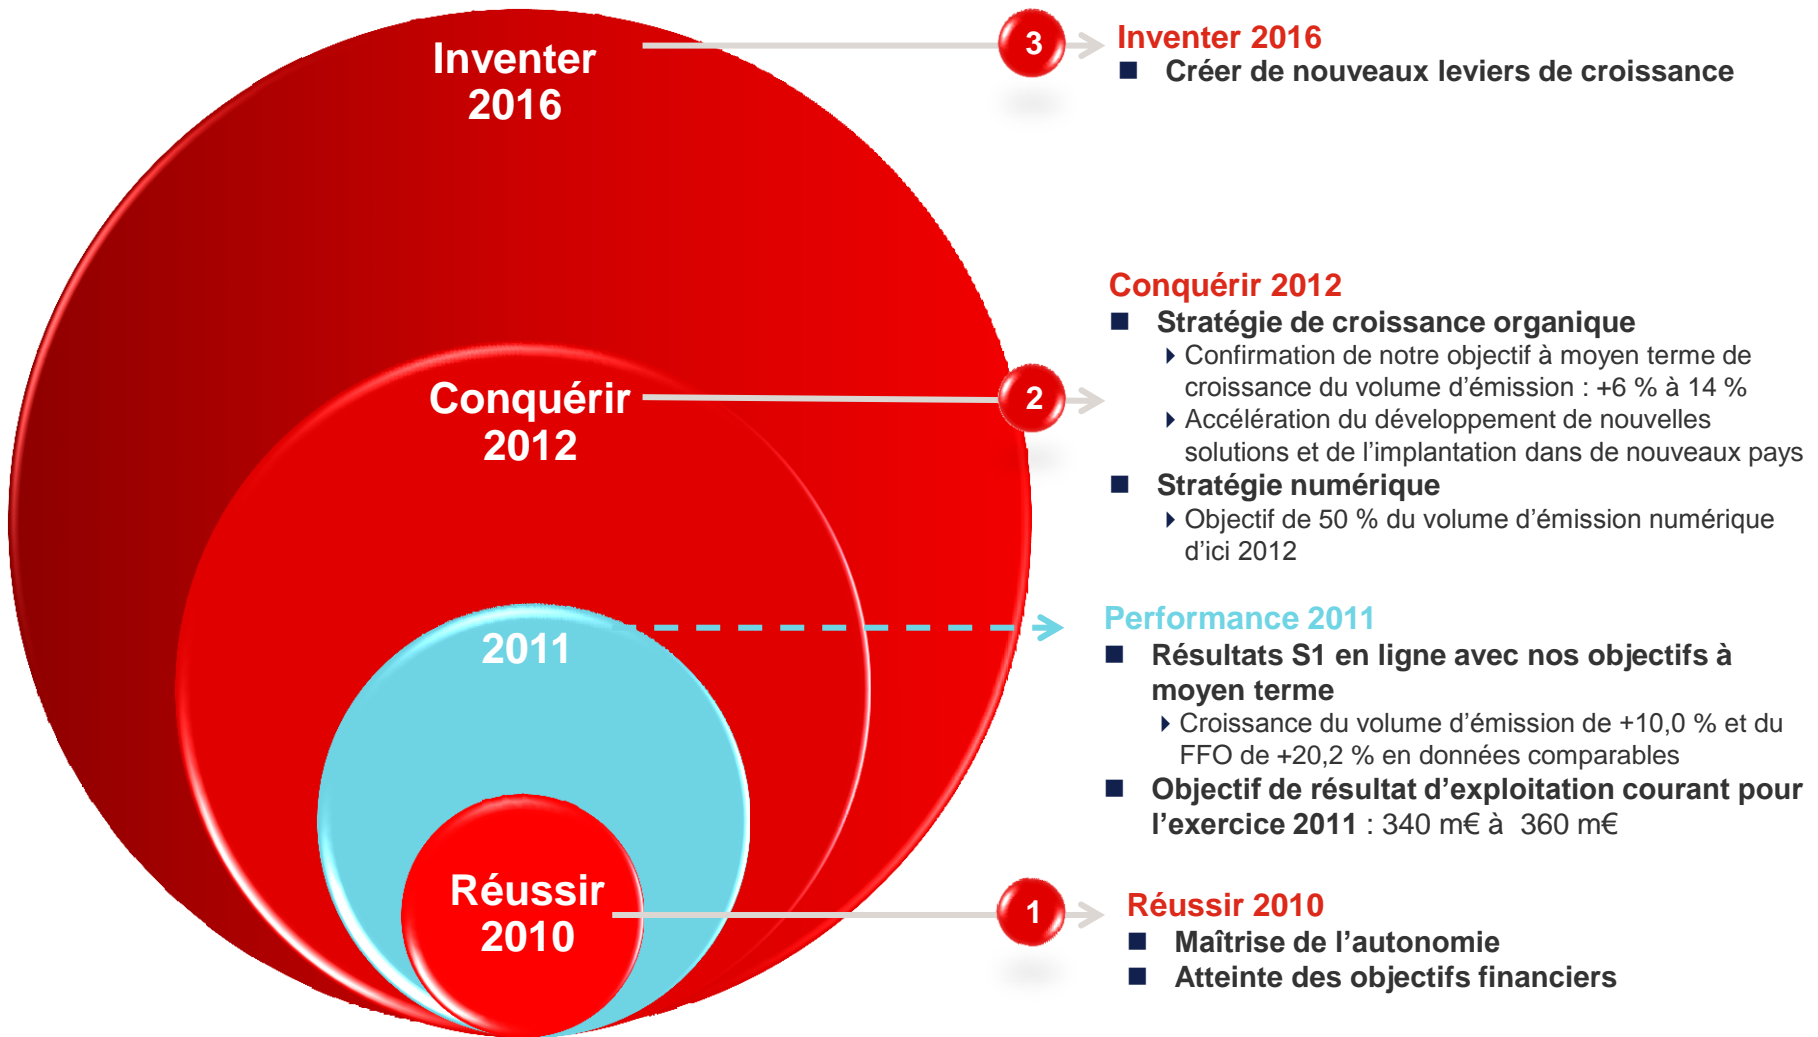 Inventer
2016
3
Inventer 2016
Créer de nouveaux leviers de croissance
Conquérir
2012
2
Conquérir 2012
Stratégie de croissance organique
Confirmation de notre objectif à moyen terme de
croissance du volume d’émission : +6 % à 14 %
Accélération du développement de nouvelles
solutions et de l’implantation dans de nouveaux pays
Stratégie numérique
Objectif de 50 % du volume d’émission numérique
d’ici 2012
2011
Performance 2011
Résultats S1 en ligne avec nos objectifs à
moyen terme
Croissance du volume d’émission de +10,0 % et du
FFO de +20,2 % en données comparables
Objectif de résultat d’exploitation courant pour
l’exercice 2011 : 340 m€ à 360 m€
Réussir
2010
1
Réussir 2010
Maîtrise de l’autonomie
Atteinte des objectifs financiers